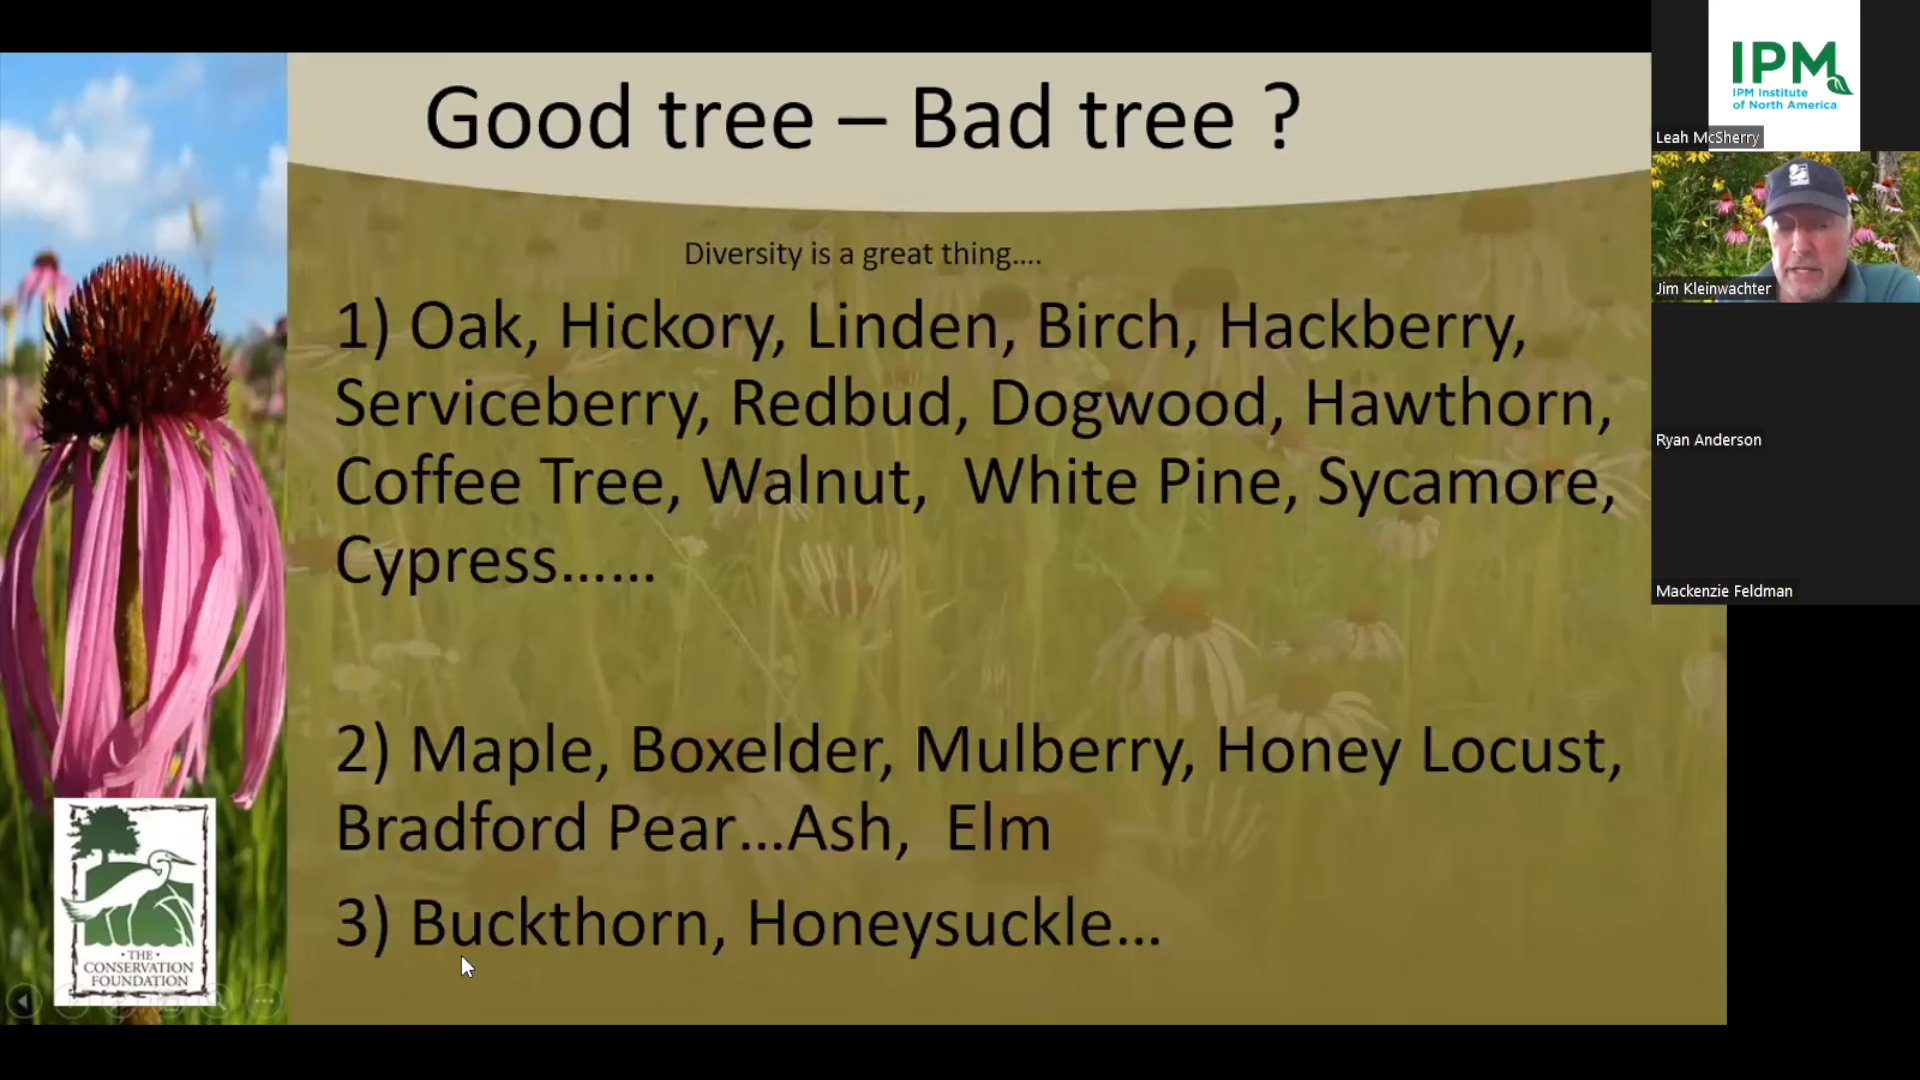 Good tree – Bad tree ?
Diversity is a great thing....
1) Oak, Hickory, Linden, Birch, Hackberry,
Serviceberry, Redbud, Dogwood, Hawthorn,
Coffee Tree, Walnut,  White Pine, Sycamore,
Cypress......
2) Maple, Boxelder, Mulberry, Honey Locust,
Bradford Pear...Ash,  Elm
3) Buckthorn, Honeysuckle...
• THE •
CONSERVATION
FOUNDATION
IPM
IPM Institute
of North America
Leah McSherry
Jim Kleinwachter
Ryan Anderson
Mackenzie Feldman